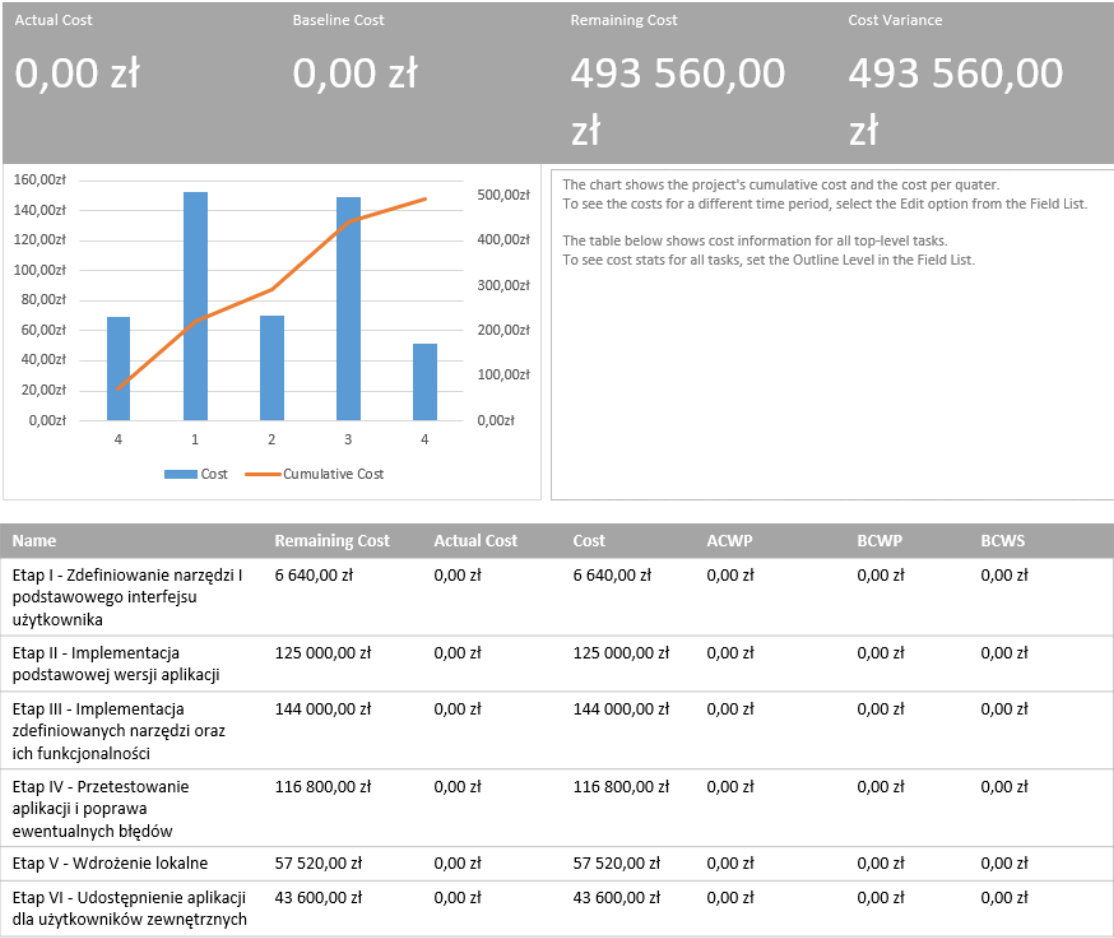 Actual Cost
Baseline Cost
Remaining Cost
Cost Variance
0,00 zł
0,00 zł
493 560,00
zł
493 560,00
zł
160,00zł
140,00zł
120,00zł
100,00zł
80,00zł
60,00zł
40,00zł
20,00zł
0,00zł
500,00zł
400,00zł
300,00zł
200,00zł
100,00zł
0,00zł
4 1 2 3 4
Cost Cumulative Cost
The chart shows the project's cumulative cost and the cost per quater.
To see the costs for a different time period, select the Edit option from the Field List.
The table below shows cost information for all top-level tasks.
To see cost stats for all tasks, set the Outline Level in the Field List.
Name Remaining Cost Actual Cost Cost ACWP BCWP BCWS
Etap I - Zdefiniowanie narzędzi I 6 640,00 zł 0,00 zł 6 640,00 zł 0,00 zł 0,00 zł 0,00 zł
podstawowego interfejsu
użytkownika
Etap II - Implementacja 125 000,00 zł 0,00 zł 125 000,00 zł 0,00 zł 0,00 zł 0,00 zł
podstawowej wersji aplikacji
Etap III - Implementacja 144 000,00 zł 0,00 zł 144 000,00 zł 0,00 zł 0,00 zł 0,00 zł
zdefiniowanych narzędzi oraz
ich funkcjonalności
Etap IV - Przetestowanie 116 800,00 zł 0,00 zł 116 800,00 zł 0,00 zł 0,00 zł 0,00 zł
aplikacji i poprawa
ewentualnych błędów
Etap V - Wdrożenie lokalne 57 520,00 zł 0,00 zł 57 520,00 zł 0,00 zł 0,00 zł 0,00 zł
Etap VI - Udostępnienie aplikacji 43 600,00 zł 0,00 zł 43 600,00 zł 0,00 zł 0,00 zł 0,00 zł
dla użytkowników zewnętrznych